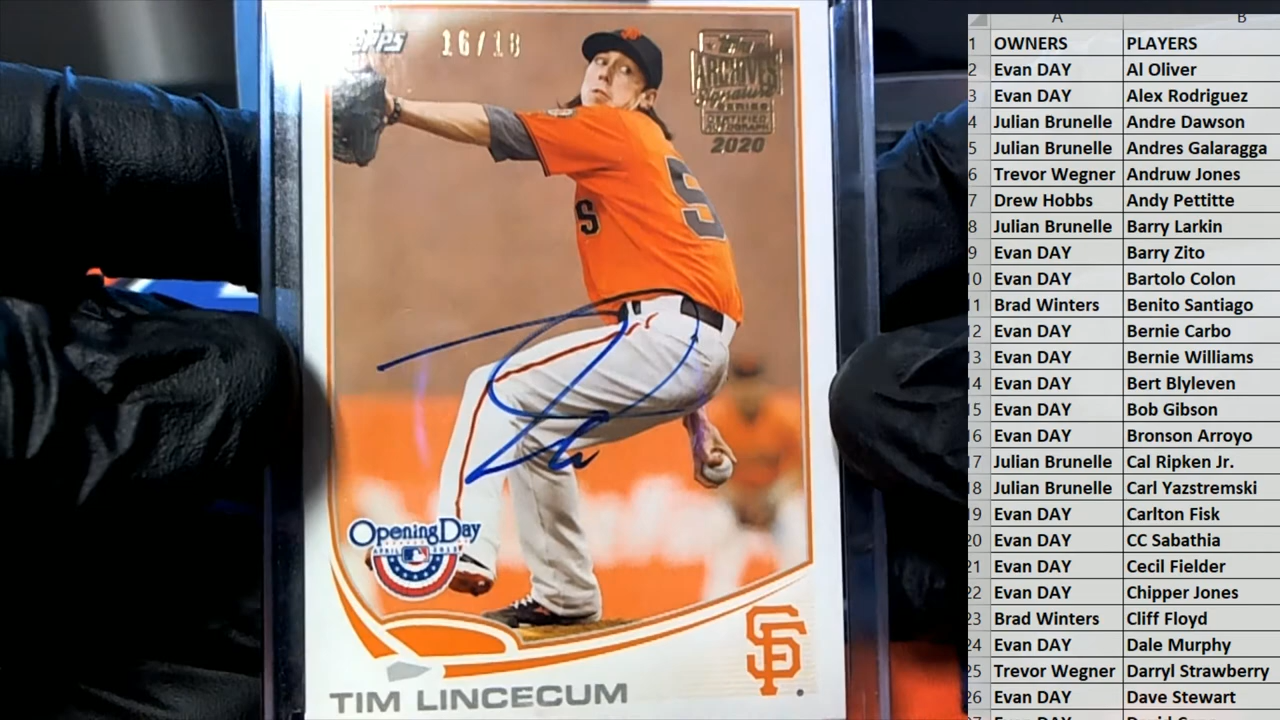 TOPPS 16/18
Topps
ARCHIVES
Signature
SERIES
CERTIFIED
AUTOGRAPH
2020
S
5
Opening Day
SF
TIM LINCECUM
A B
1 OWNERS PLAYERS
2 Evan DAY Al Oliver
3 Evan DAY Alex Rodriguez
4 Julian Brunelle Andre Dawson
5 Julian Brunelle Andres Galaragga
6 Trevor Wegner Andruw Jones
7 Drew Hobbs Andy Pettitte
8 Julian Brunelle Barry Larkin
9 Evan DAY Barry Zito
10 Evan DAY Bartolo Colon
11 Brad Winters Benito Santiago
12 Evan DAY Bernie Carbo
13 Evan DAY Bernie Williams
14 Evan DAY Bert Blyleven
15 Evan DAY Bob Gibson
16 Evan DAY Bronson Arroyo
17 Julian Brunelle Cal Ripken Jr.
18 Julian Brunelle Carl Yazstremski
19 Evan DAY Carlton Fisk
20 Evan DAY CC Sabathia
21 Evan DAY Cecil Fielder
22 Evan DAY Chipper Jones
23 Brad Winters Cliff Floyd
24 Evan DAY Dale Murphy
25 Trevor Wegner Darryl Strawberry
26 Evan DAY Dave Stewart